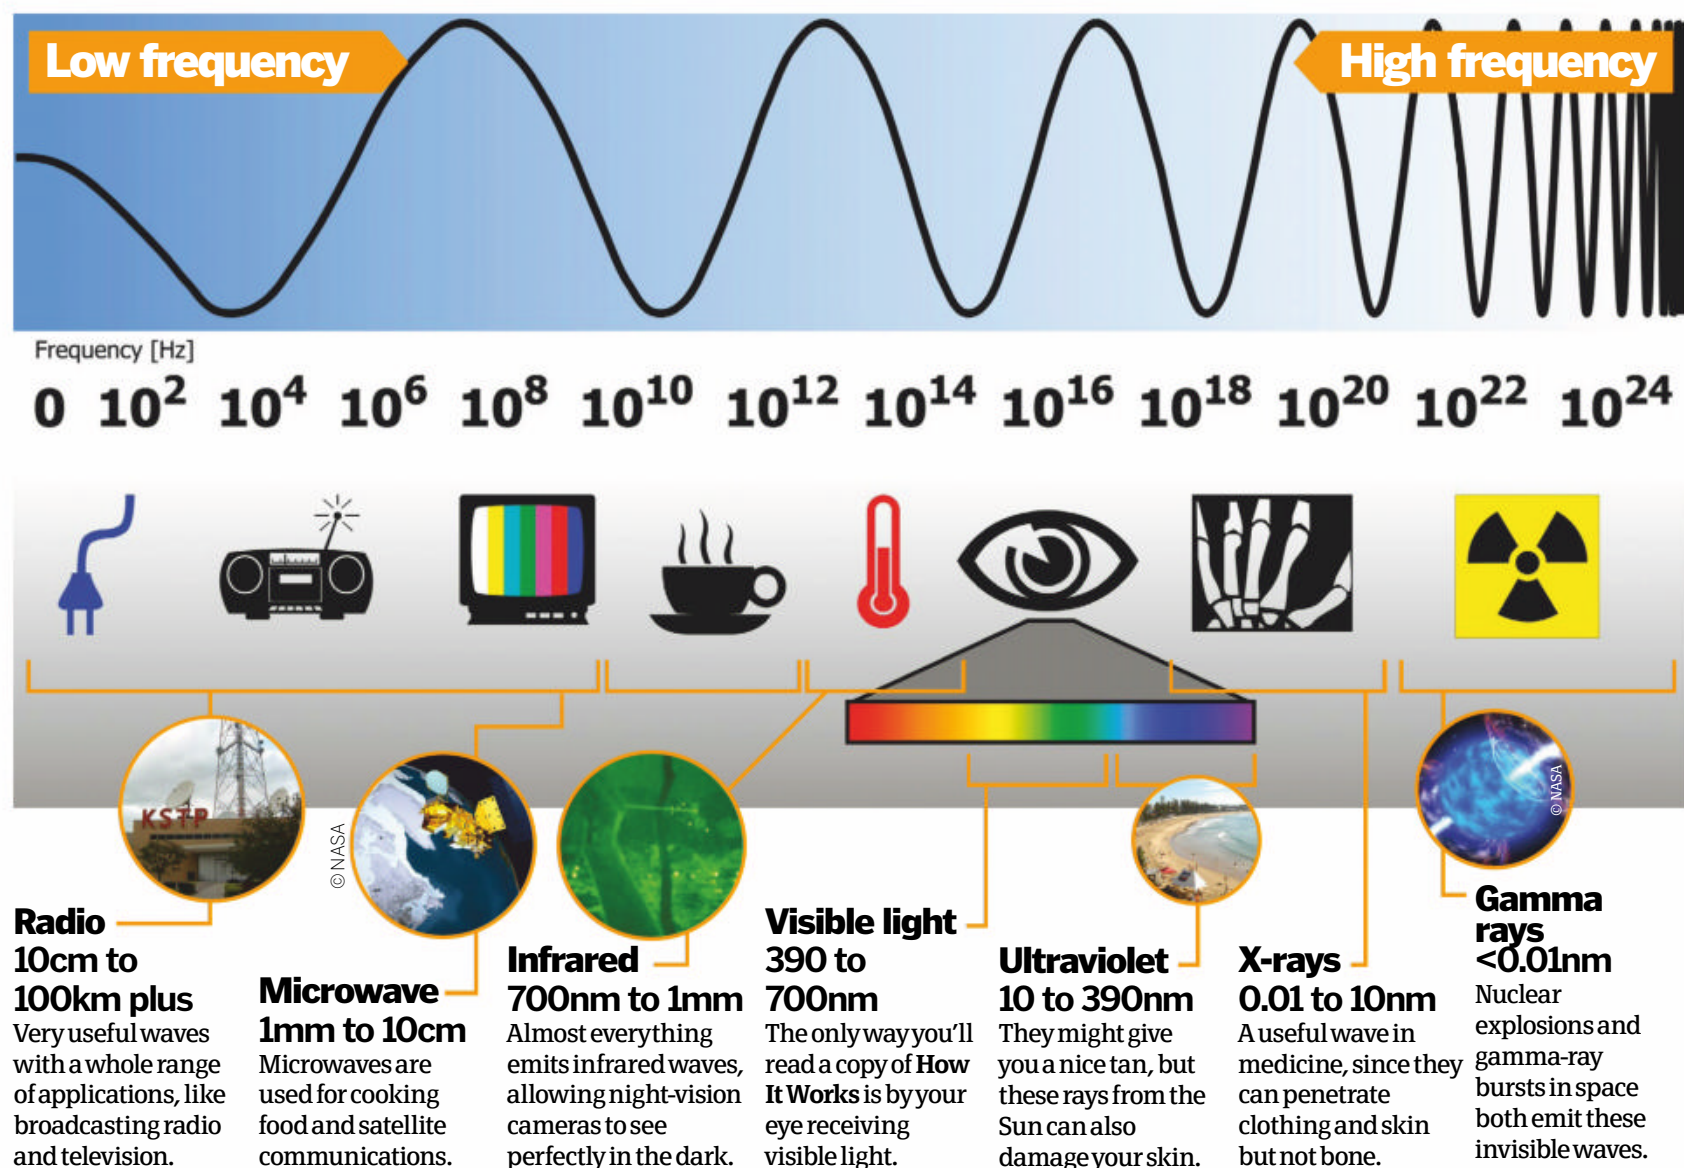 Low frequency
High frequency
Frequency [Hz]
0 10² 10⁴ 10⁶ 10⁸ 10¹⁰ 10¹² 10¹⁴ 10¹⁶ 10¹⁸ 10²⁰ 10²² 10²⁴
KSTP
© NASA
© NASA
Radio
10cm to
100km plus
Very useful waves
with a whole range
of applications, like
broadcasting radio
and television.
Microwave
1mm to 10cm
Microwaves are
used for cooking
food and satellite
communications.
Infrared
700nm to 1mm
Almost everything
emits infrared waves,
allowing night-vision
cameras to see
perfectly in the dark.
Visible light
390 to
700nm
The only way you'll
read a copy of How
It Works is by your
eye receiving
visible light.
Ultraviolet
10 to 390nm
They might give
you a nice tan, but
these rays from the
Sun can also
damage your skin.
X-rays
0.01 to 10nm
A useful wave in
medicine, since they
can penetrate
clothing and skin
but not bone.
Gamma
rays
<0.01nm
Nuclear
explosions and
gamma-ray
bursts in space
both emit these
invisible waves.